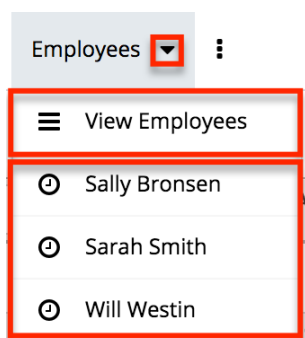 Employees
View Employees
Sally Bronsen
Sarah Smith
Will Westin